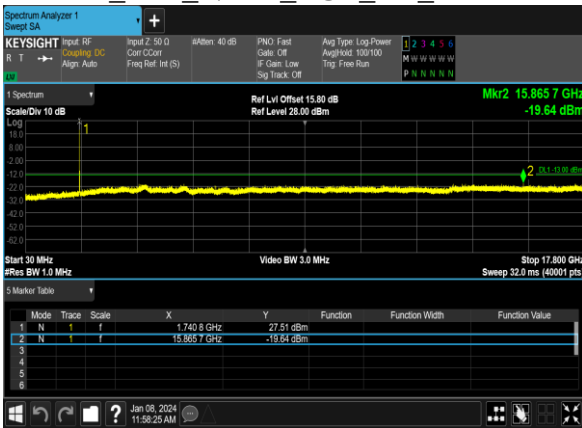 Spectrum Analyzer 1
Swept SA
KEYSIGHT Input: RF Input Z: 50 Ω #Atten: 40 dB PNO: Fast Avg Type: Log-Power 1 2 3 4 5 6
R T Coupling: DC Corr CCorr Gate: Off Avg|Hold: 100/100 M W W W W W
Align: Auto Freq Ref: Int (S) IF Gain: Low Trig: Free Run
Sig Track: Off P N N N N N
LW
1 Spectrum Ref Lvl Offset 15.80 dB Mkr2 15.865 7 GHz
Scale/Div 10 dB Ref Level 28.00 dBm -19.64 dBm
Log
18.0
8.00
-2.00
-12.0
-22.0
-32.0
-42.0
-52.0
-62.0
1
2
DL1 -13.00 dBm
Start 30 MHz Video BW 3.0 MHz Stop 17.800 GHz
#Res BW 1.0 MHz Sweep 32.0 ms (40001 pts
5 Marker Table
Mode Trace Scale X Y Function Function Width Function Value
1 N 1 f 1.740 8 GHz 27.51 dBm
2 N 1 f 15.865 7 GHz -19.64 dBm
3
4
5
6
? Jan 08, 2024
11:58:25 AM